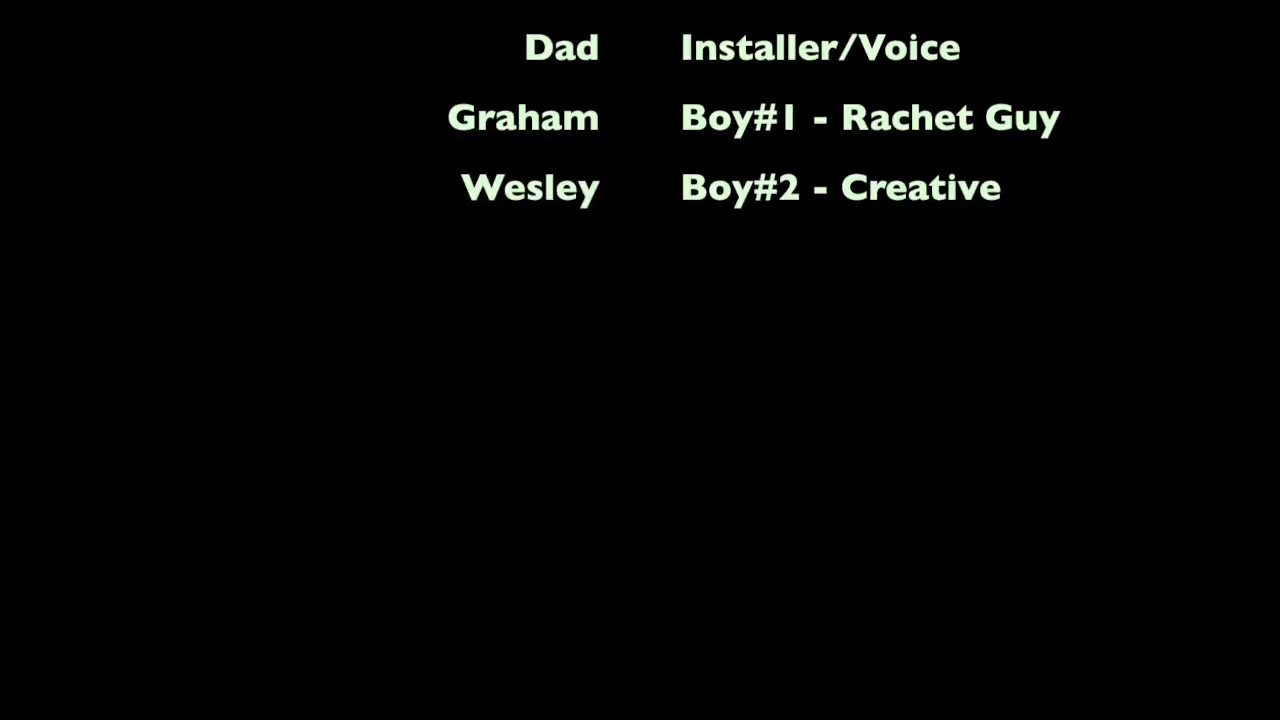 Dad Installer/Voice
Graham Boy#1 - Rachet Guy
Wesley Boy#2 - Creative